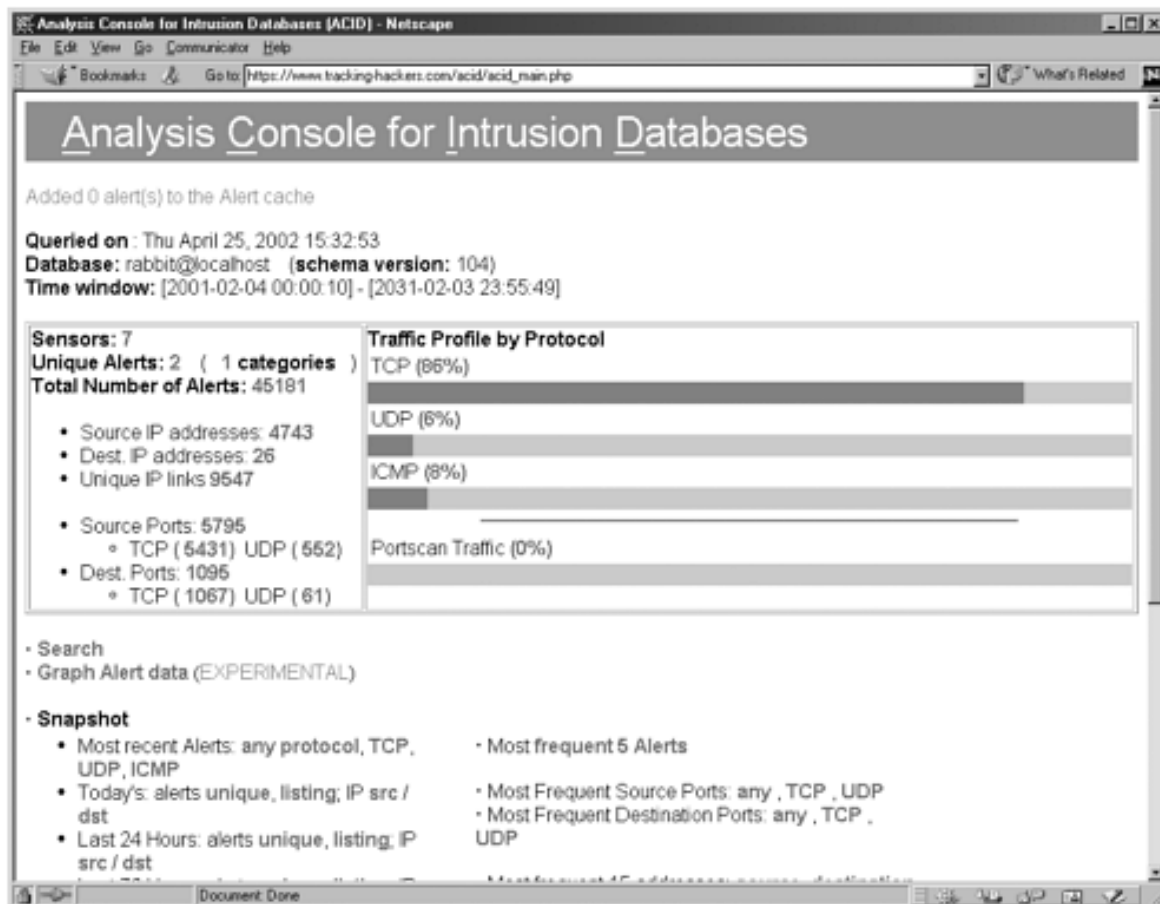 Analysis Console for Intrusion Databases (ACID) - Netscape
File Edit View Go Communicator Help
Bookmarks Go to: https://www.tracking-hackers.com/acid/acid_main.php What's Related
Analysis Console for Intrusion Databases
Added 0 alert(s) to the Alert cache
Queried on : Thu April 25, 2002 15:32:53
Database: rabbit@localhost (schema version: 104)
Time window: [2001-02-04 00:00:10] - [2031-02-03 23:55:49]
Sensors: 7
Unique Alerts: 2 ( 1 categories )
Total Number of Alerts: 45181
• Source IP addresses: 4743
• Dest. IP addresses: 26
• Unique IP links 9547
• Source Ports: 5795
∘ TCP ( 5431) UDP ( 552)
• Dest. Ports: 1095
∘ TCP ( 1067) UDP ( 61)
Traffic Profile by Protocol
TCP (86%)
UDP (6%)
ICMP (8%)
Portscan Traffic (0%)
· Search
· Graph Alert data (EXPERIMENTAL)
· Snapshot
• Most recent Alerts: any protocol, TCP,
UDP, ICMP
• Today's: alerts unique, listing; IP src /
dst
• Last 24 Hours: alerts unique, listing; IP
src / dst
· Most frequent 5 Alerts
· Most Frequent Source Ports: any , TCP , UDP
· Most Frequent Destination Ports: any , TCP ,
UDP
Document: Done